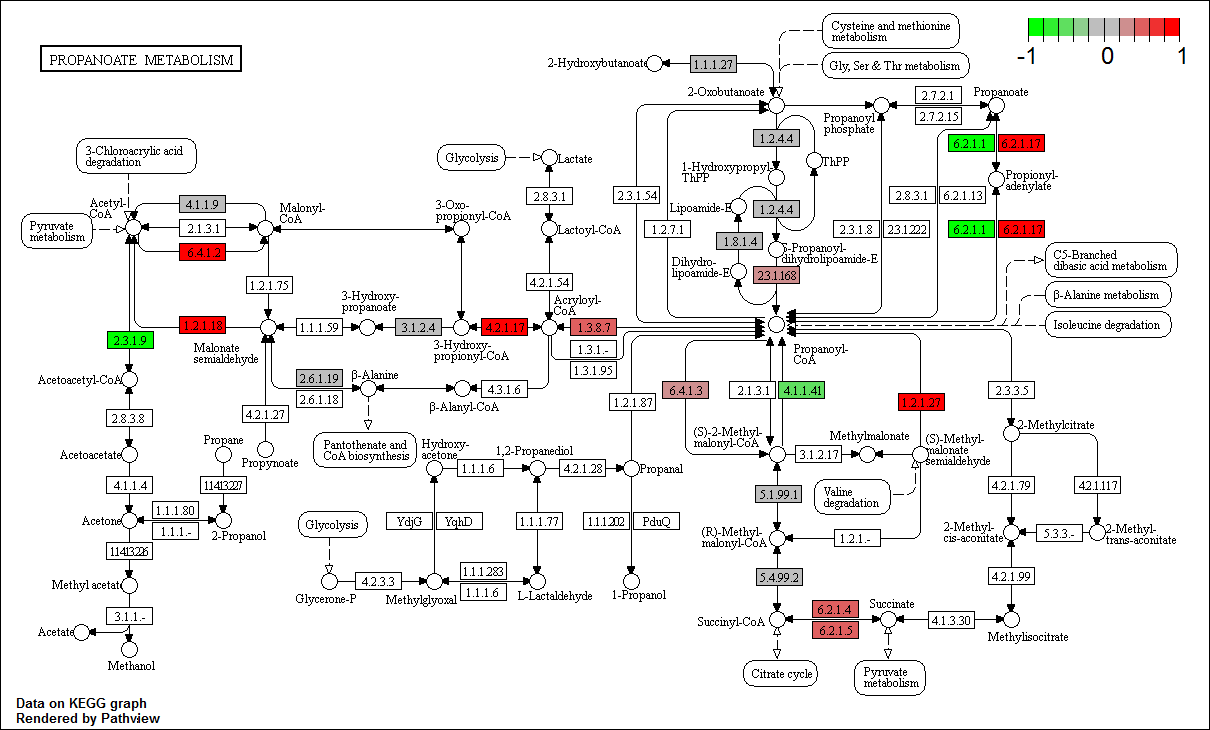 PROPANOATE METABOLISM
-1 0 1
Cysteine and methionine
metabolism
Gly, Ser & Thr metabolism
2-Hydroxybutanoate
1.1.1.27
2-Oxobutanoate
Propanoyl
phosphate
2.7.2.1
2.7.2.15
Propanoate
6.2.1.1
6.2.1.17
Propionyl-
adenylate
6.2.1.1
6.2.1.17
1.2.4.4
ThPP
1-Hydroxypropyl-
ThPP
Lipoamide-E
1.2.4.4
1.8.1.4
S-Propanoyl-
dihydrolipoamide-E
Dihydro-
lipoamide-E
2.3.1.168
2.3.1.54
1.2.7.1
2.3.1.8
2.3.1.222
2.8.3.1
6.2.1.13
C5-Branched
dibasic acid metabolism
β-Alanine metabolism
Isoleucine degradation
3-Chloroacrylic acid
degradation
Pyruvate
metabolism
Acetyl-
CoA
4.1.1.9
2.1.3.1
6.4.1.2
Malonyl-
CoA
Glycolysis
Lactate
2.8.3.1
3-Oxo-
propionyl-CoA
Lactoyl-CoA
4.2.1.54
1.2.1.75
3-Hydroxy-
propanoate
Acryloyl-
CoA
1.2.1.18
1.1.1.59
3.1.2.4
4.2.1.17
1.3.8.7
1.3.1.-
1.3.1.95
2.3.1.9
Malonate
semialdehyde
3-Hydroxy-
propionyl-CoA
Propanoyl-
CoA
Acetoacetyl-CoA
2.6.1.19
2.6.1.18
β-Alanine
β-Alanyl-CoA
4.3.1.6
1.2.1.87
6.4.1.3
2.1.3.1
4.1.1.41
1.2.1.27
2.3.3.5
2.8.3.8
4.2.1.27
Propynoate
Pantothenate and
CoA biosynthesis
Acetoacetate
Propane
Hydroxy-
acetone
1,2-Propanediol
1.1.1.6
4.2.1.28
Propanal
(S)-2-Methyl-
malonyl-CoA
3.1.2.17
Methylmalonate
(S)-Methyl-
malonate
semialdehyde
2-Methylcitrate
4.1.1.4
1.14.13.227
Valine
degradation
5.1.99.1
4.2.1.79
4.2.1.117
Acetone
1.1.1.80
1.1.1.-
2-Propanol
Glycolysis
YdjG
YqhD
1.1.1.77
1.1.1.202
PduQ
(R)-Methyl-
malonyl-CoA
1.2.1.-
2-Methyl-
cis-aconitate
5.3.3.-
2-Methyl-
trans-aconitate
1.14.13.226
Methyl acetate
Glycerone-P
4.2.3.3
Methylglyoxal
1.1.1.283
1.1.1.6
L-Lactaldehyde
1-Propanol
5.4.99.2
4.2.1.99
3.1.1.-
Acetate
Methanol
Succinyl-CoA
6.2.1.4
6.2.1.5
Succinate
4.1.3.30
Methylisocitrate
Citrate cycle
Pyruvate
metabolism
Data on KEGG graph
Rendered by Pathview